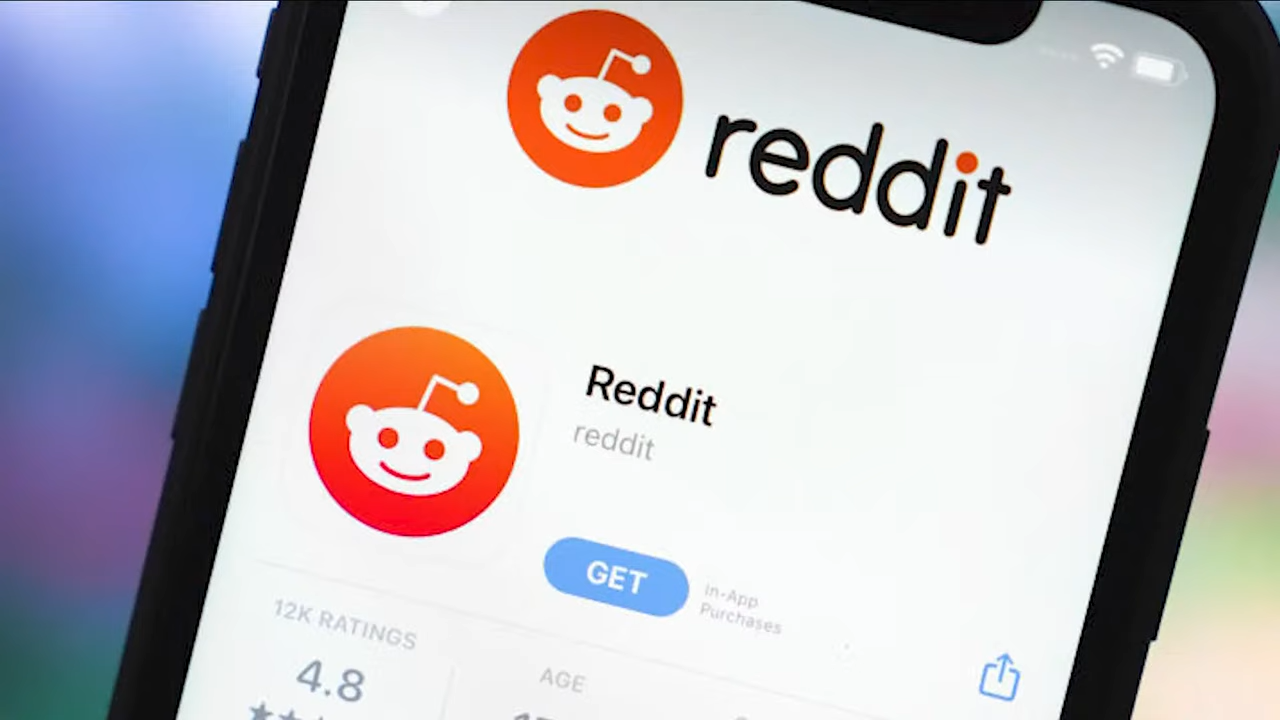 reddit
Reddit
reddit
GET
In-App
Purchases
12K RATINGS
4.8
AGE